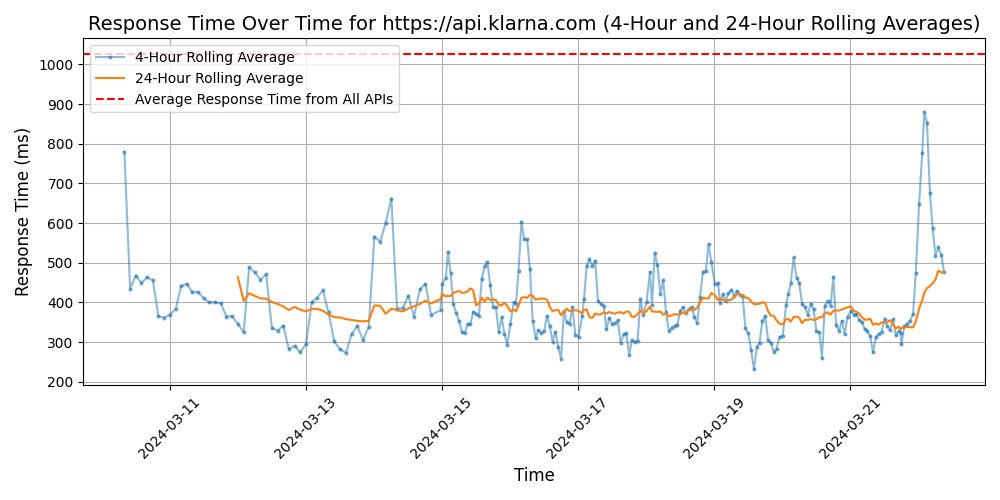 Response Time Over Time for https://api.klarna.com (4-Hour and 24-Hour Rolling Averages)
4-Hour Rolling Average
24-Hour Rolling Average
Average Response Time from All APIs
Response Time (ms)
1000
900
800
700
600
500
400
300
200
2024-03-11
2024-03-13
2024-03-15
2024-03-17
2024-03-19
2024-03-21
Time